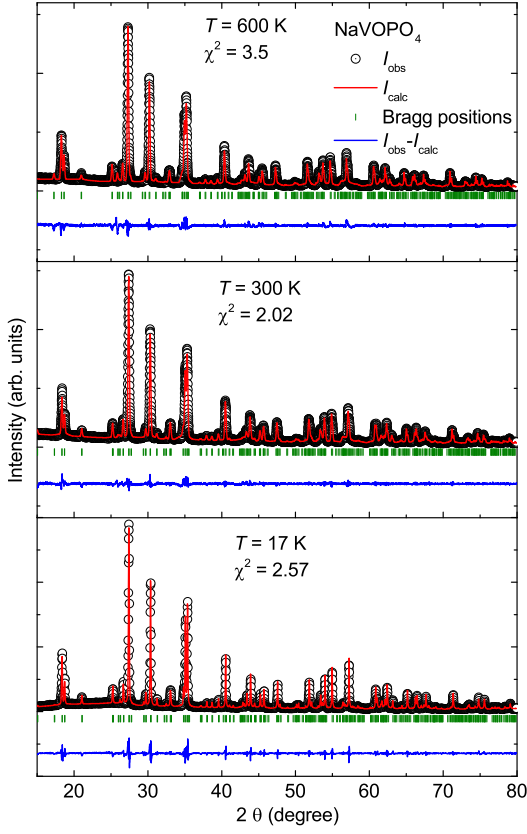 T = 600 K
χ² = 3.5
NaVOPO₄
I_obs
I_calc
Bragg positions
I_obs-I_calc
T = 300 K
χ² = 2.02
T = 17 K
χ² = 2.57
Intensity (arb. units)
20 30 40 50 60 70 80
2 θ (degree)